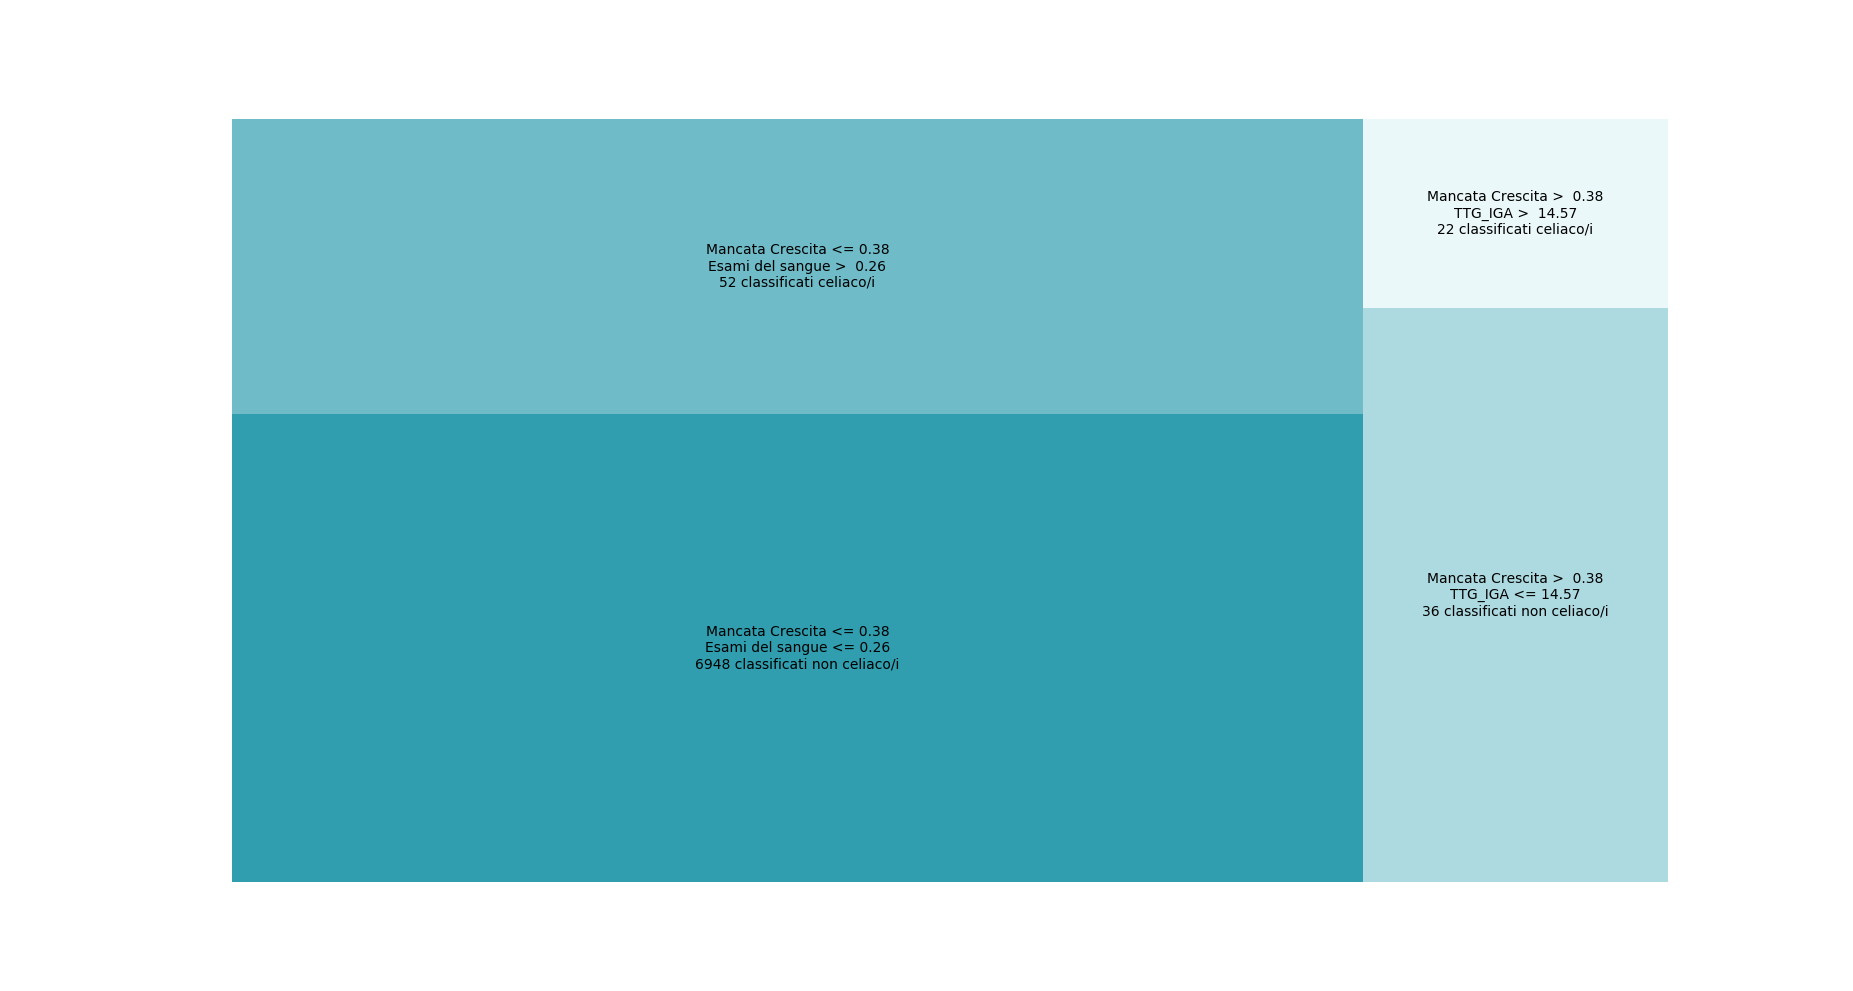 Mancata Crescita <= 0.38
Esami del sangue >  0.26
52 classificati celiaco/i
Mancata Crescita <= 0.38
Esami del sangue <= 0.26
6948 classificati non celiaco/i
Mancata Crescita >  0.38
TTG_IGA >  14.57
22 classificati celiaco/i
Mancata Crescita >  0.38
TTG_IGA <= 14.57
36 classificati non celiaco/i